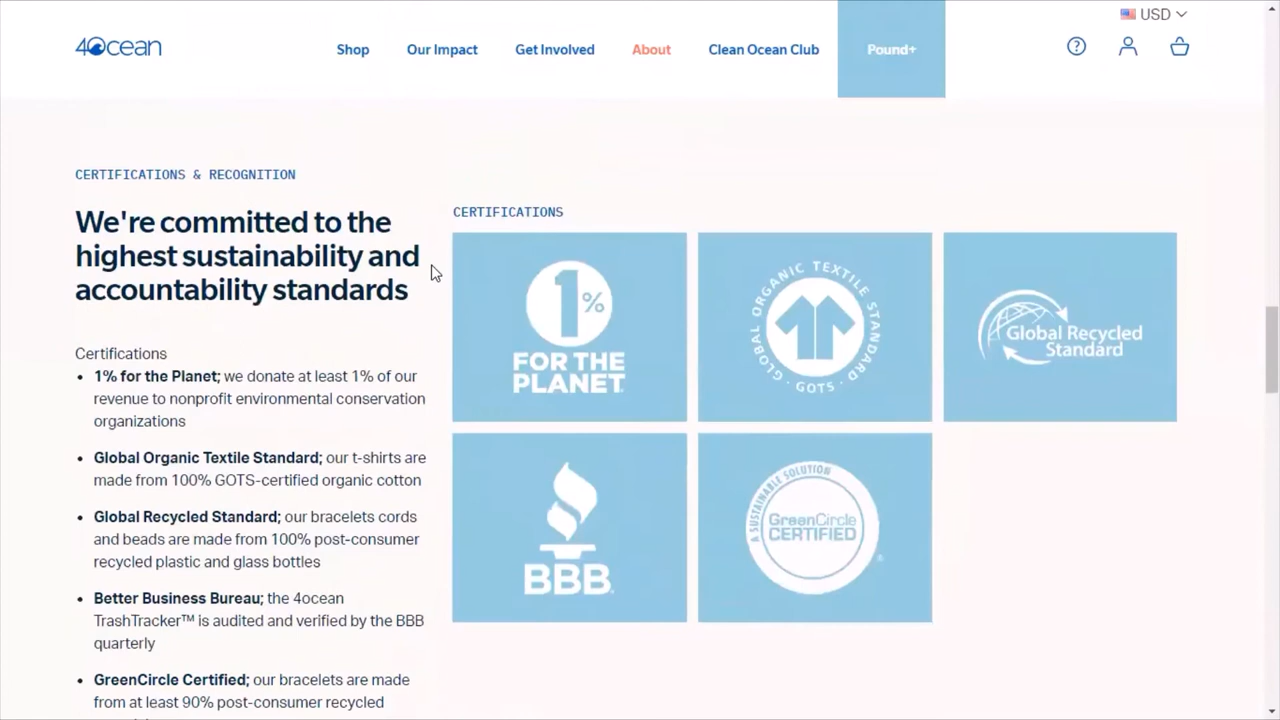 USD
4Ocean
Shop
Our Impact
Get Involved
About
Clean Ocean Club
Pound+
CERTIFICATIONS & RECOGNITION
We're committed to the
highest sustainability and
accountability standards
Certifications
• 1% for the Planet; we donate at least 1% of our
revenue to nonprofit environmental conservation
organizations
• Global Organic Textile Standard; our t-shirts are
made from 100% GOTS-certified organic cotton
• Global Recycled Standard; our bracelets cords
and beads are made from 100% post-consumer
recycled plastic and glass bottles
• Better Business Bureau; the 4ocean
TrashTracker™ is audited and verified by the BBB
quarterly
• GreenCircle Certified; our bracelets are made
from at least 90% post-consumer recycled
CERTIFICATIONS
1%
FOR THE
PLANET
GLOBAL ORGANIC TEXTILE STANDARD · GOTS ·
Global Recycled
Standard
BBB
A SUSTAINABLE SOLUTION
GreenCircle
CERTIFIED